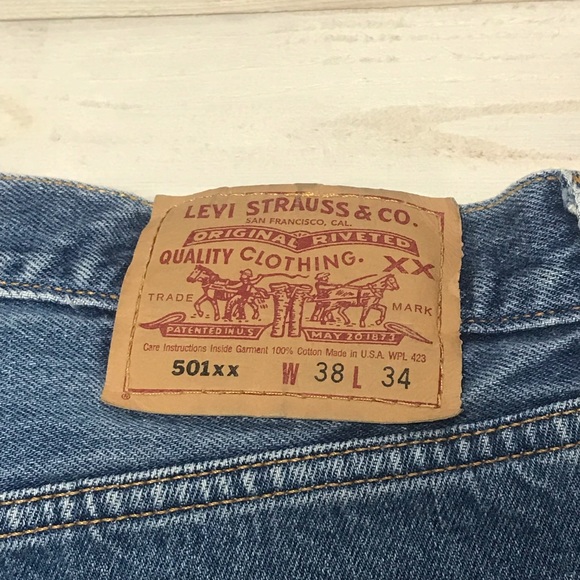 LEVI STRAUSS & CO.
SAN FRANCISCO, CAL.
ORIGINAL RIVETED
QUALITY CLOTHING. XX
TRADE MARK
PATENTED IN U.S. MAY 20 1873
Care Instructions Inside Garment 100% Cotton Made in U.S.A. WPL 423
501xx W 38 L 34
®